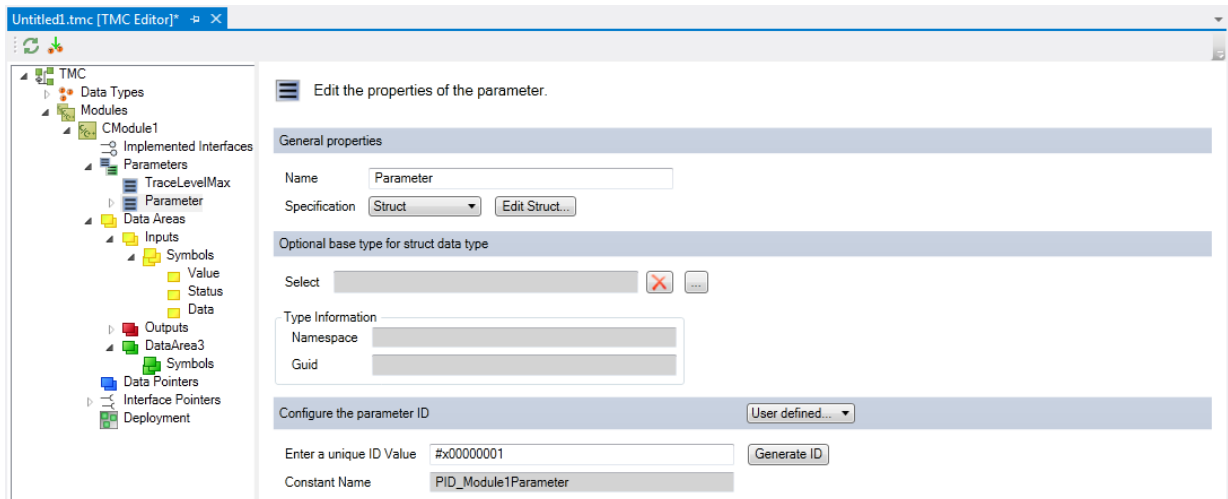 Untitled1.tmc [TMC Editor]*
TMC
Data Types
Modules
CModule1
Implemented Interfaces
Parameters
TraceLevelMax
Parameter
Data Areas
Inputs
Symbols
Value
Status
Data
Outputs
DataArea3
Symbols
Data Pointers
Interface Pointers
Deployment
Edit the properties of the parameter.
General properties
Name Parameter
Specification Struct Edit Struct...
Optional base type for struct data type
Select ...
Type Information
Namespace
Guid
Configure the parameter ID User defined...
Enter a unique ID Value #x00000001 Generate ID
Constant Name PID_Module1Parameter